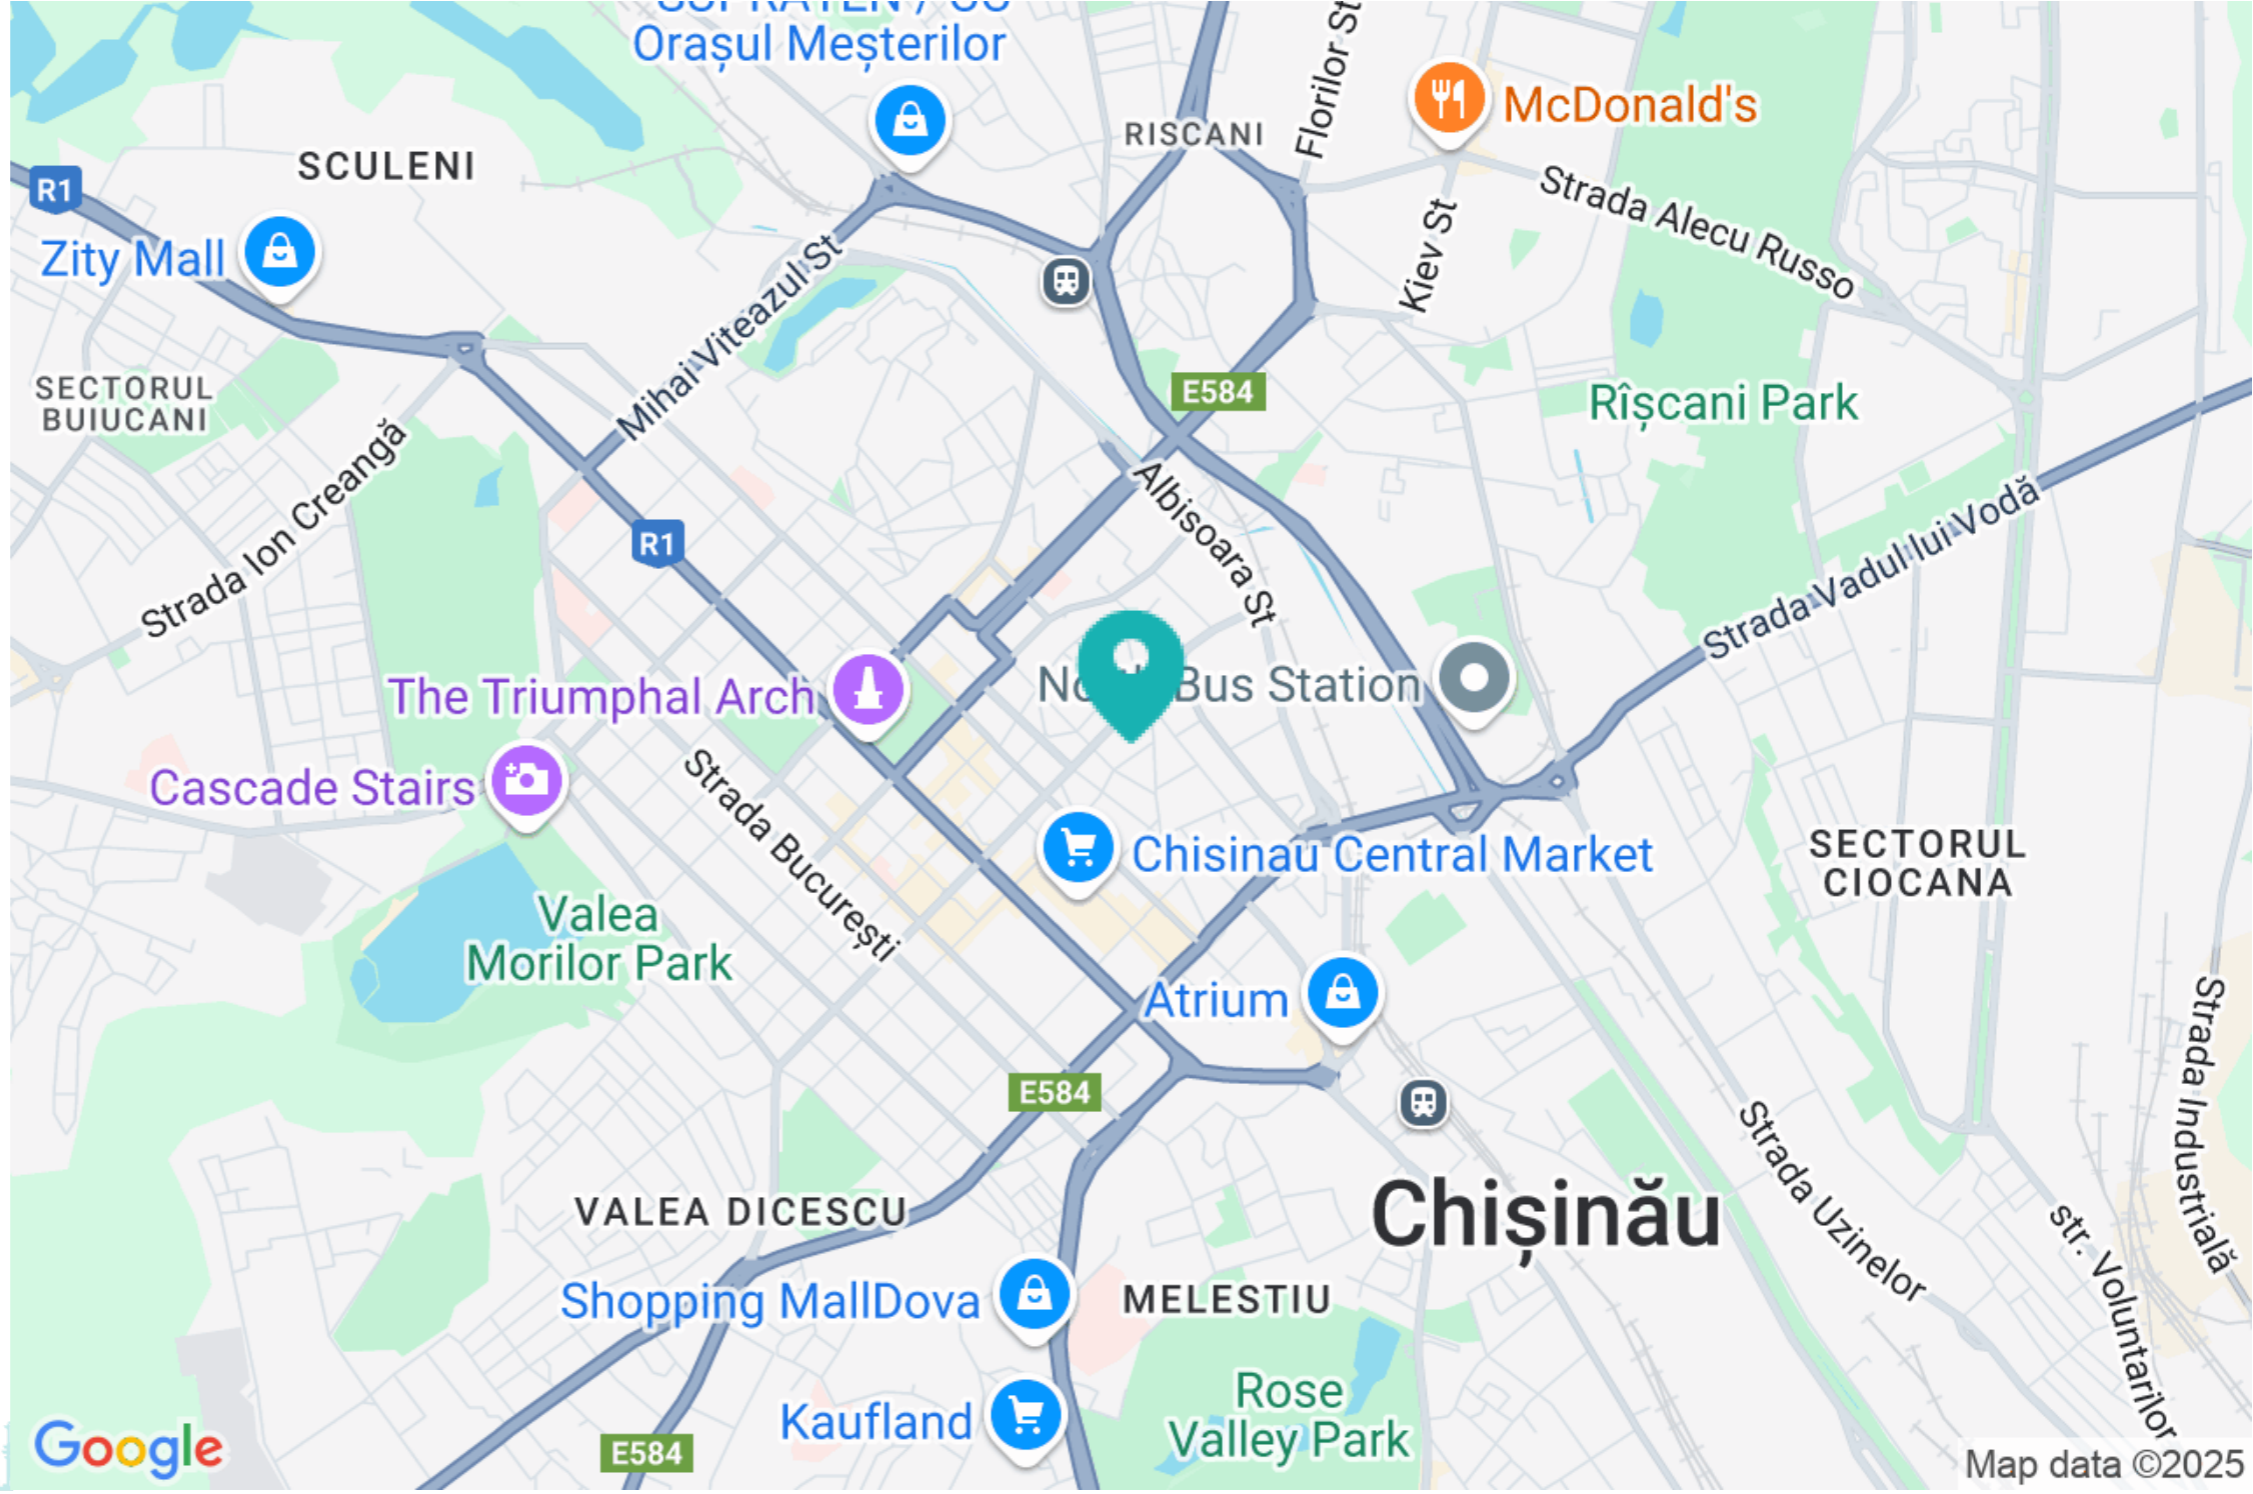 Orașul Meșterilor
Florilor St
McDonald's
RISCANI
SCULENI
R1
Strada Alecu Russo
Kiev St
Zity Mall
Mihai Viteazul St
SECTORUL
BUIUCANI
E584
Rîșcani Park
Strada Ion Creangă
R1
Albisoara St
Strada Vadul lui Vodă
The Triumphal Arch
Bus Station
Cascade Stairs
Strada București
Chisinau Central Market
SECTORUL
CIOCANA
Valea
Morilor Park
Atrium
E584
Strada Industrială
Strada Uzinelor
VALEA DICESCU
Chișinău
str. Voluntarilor
Shopping MallDova
MELESTIU
Rose
Valley Park
Kaufland
Google
E584
Map data ©2025